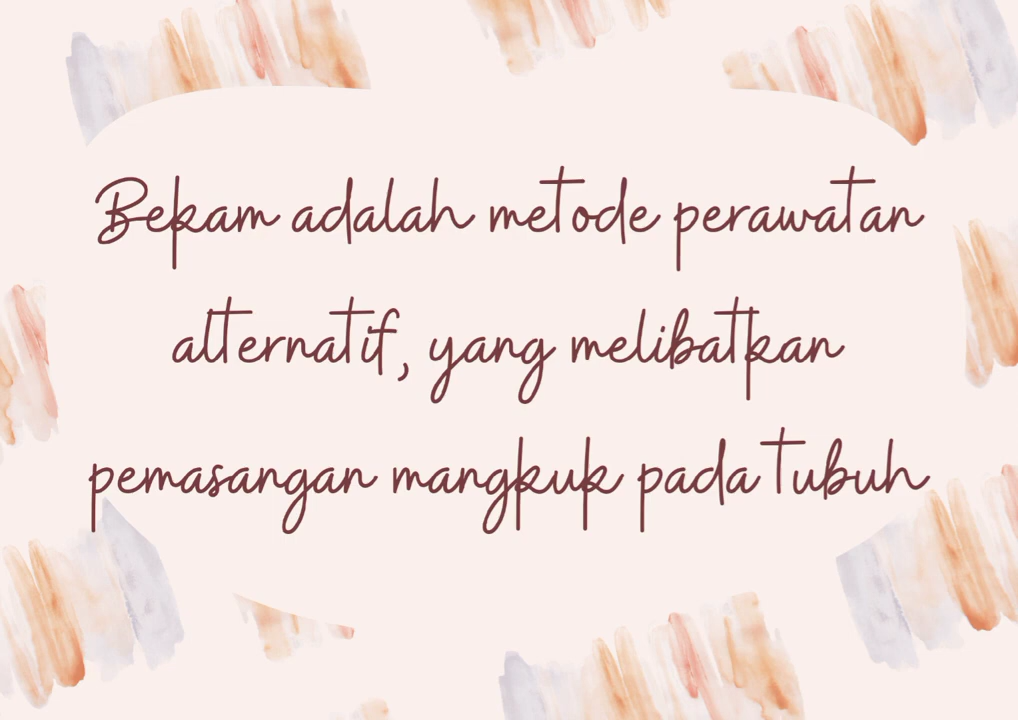 Bekam adalah metode perawatan
alternatif, yang melibatkan
pemasangan mangkuk pada tubuh